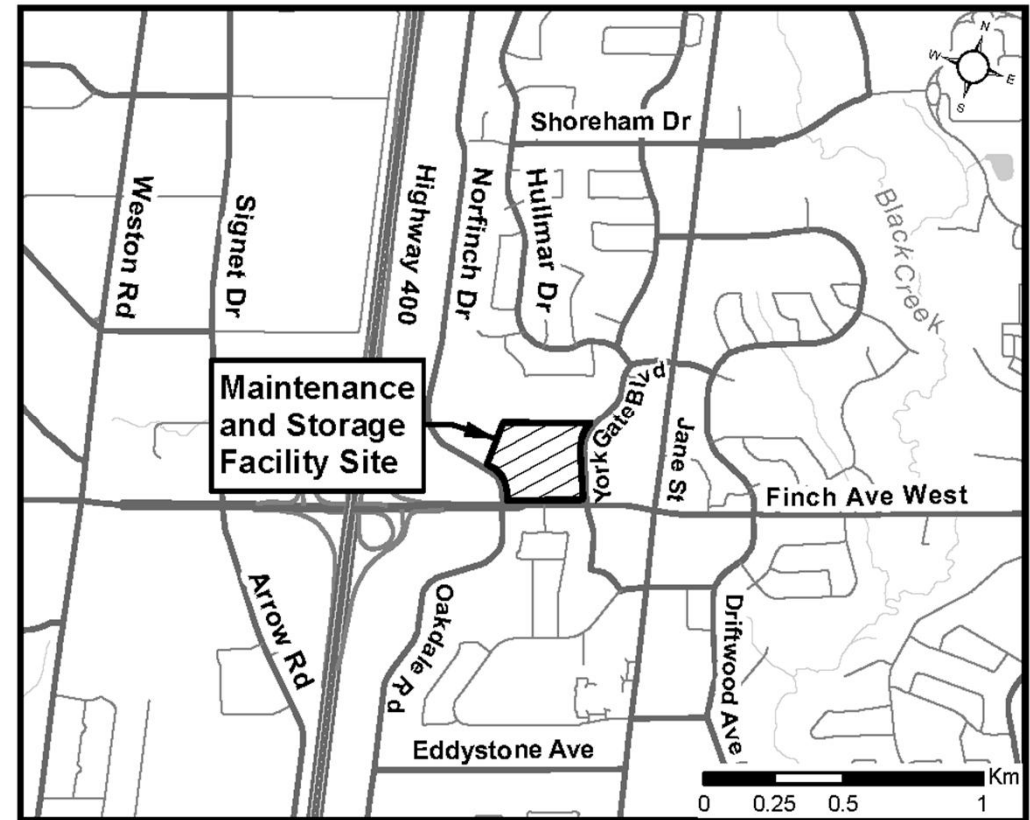 N
W
E
S
Shoreham Dr
Weston Rd
Signet Dr
Highway 400
Norfinch Dr
Hullmar Dr
Black Creek
Maintenance
and Storage
Facility Site
York Gate Blvd
Jane St
Finch Ave West
Arrow Rd
Oakdale Rd
Driftwood Ave
Eddystone Ave
Km
0 0.25 0.5 1